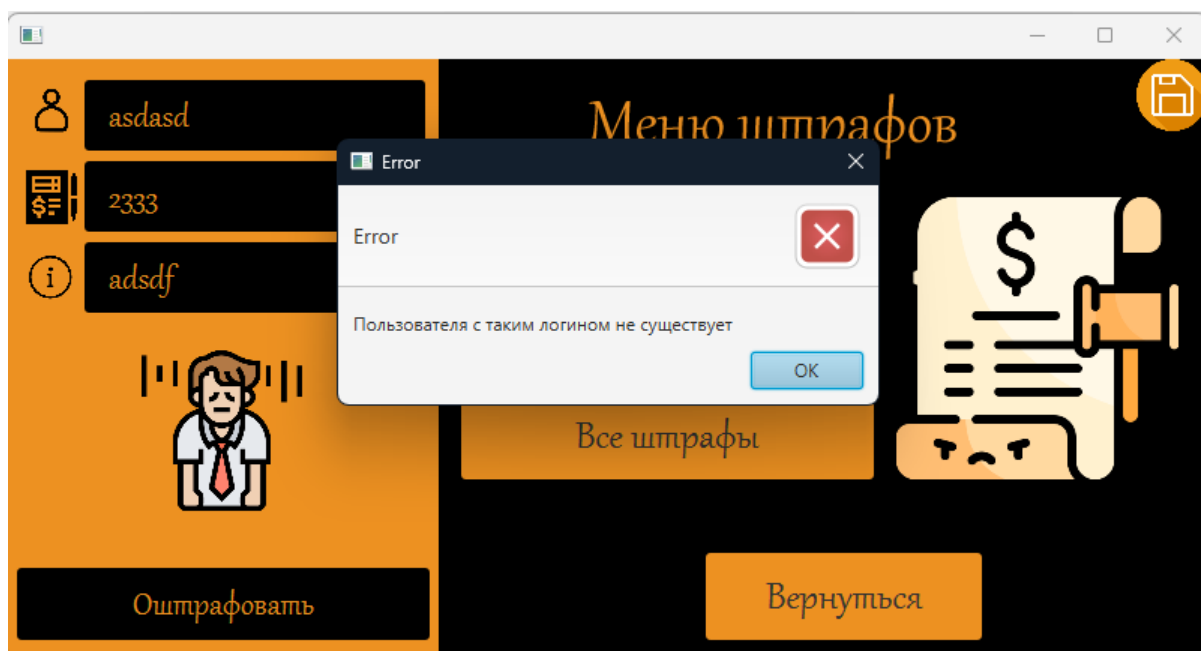 asdasd
2333
adsdf
Оштрафовать
Меню штрафов
Error
Error
Пользователя с таким логином не существует
OK
Все штрафы
Вернуться